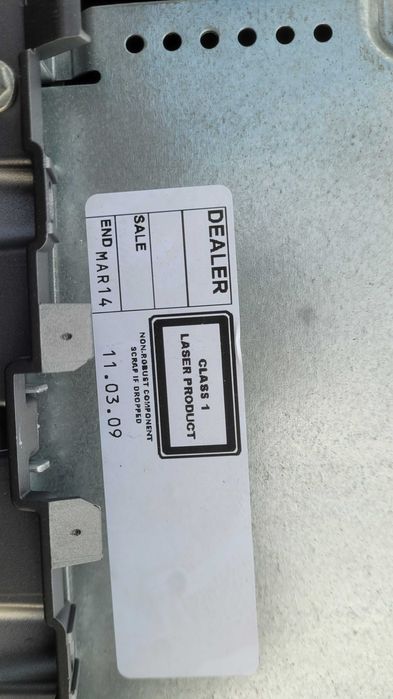 DEALER
SALE
END MAR14
CLASS 1
LASER PRODUCT
NON-ROBUST COMPONENT
SCRAP IF DROPPED
11.03.09